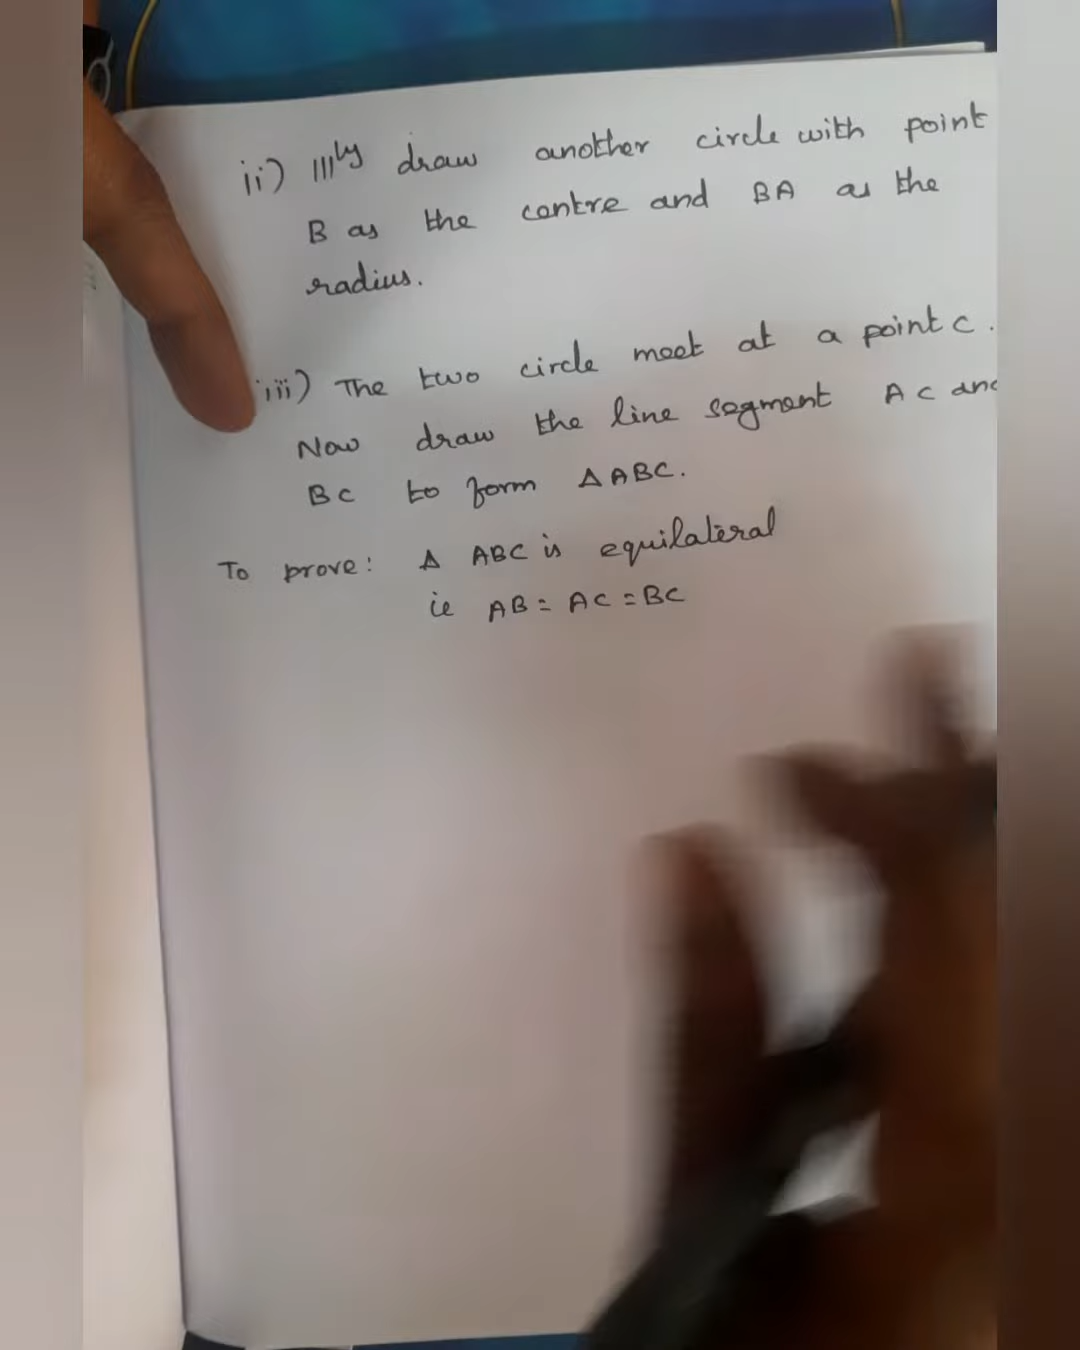 ii) lllly draw another circle with point
B as the centre and BA as the
radius.
iii) The two circle meet at a point C.
Now draw the line segment AC and
BC to form Δ ABC.
To prove: Δ ABC is equilateral
ie AB = AC = BC